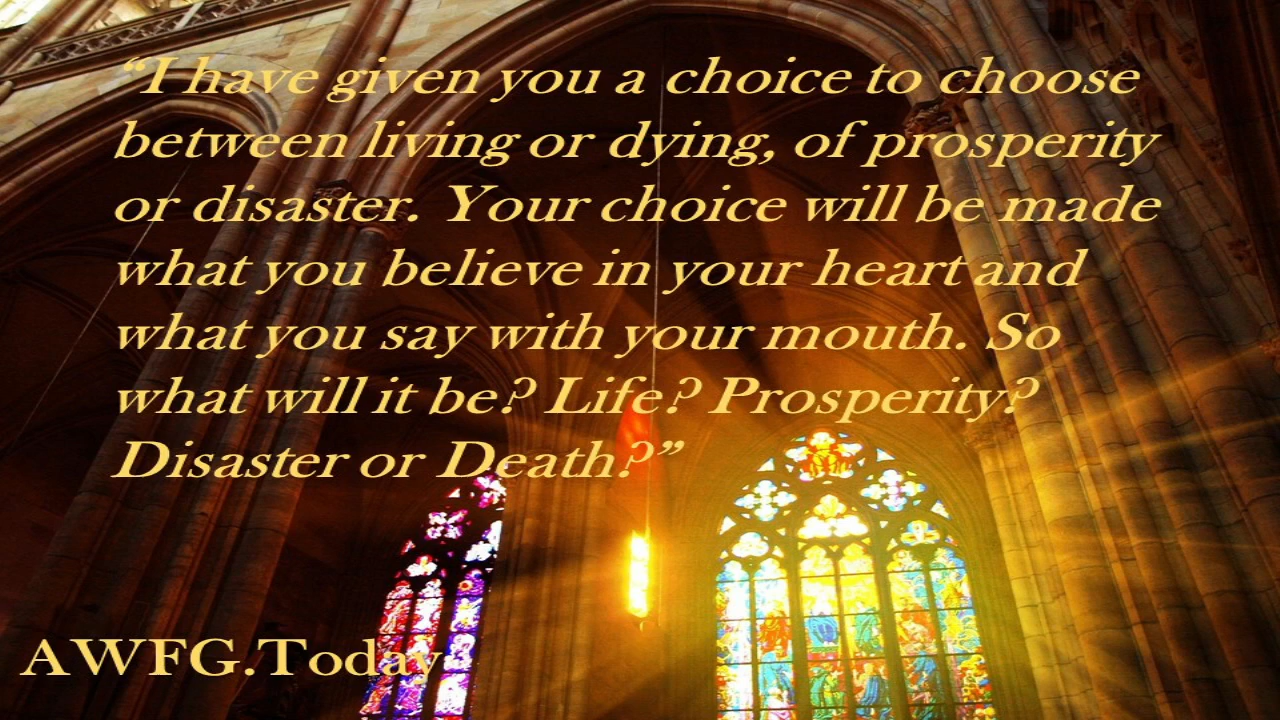 “I have given you a choice to choose
between living or dying, of prosperity
or disaster. Your choice will be made
what you believe in your heart and
what you say with your mouth. So
what will it be? Life? Prosperity?
Disaster or Death?”
AWFG.Today